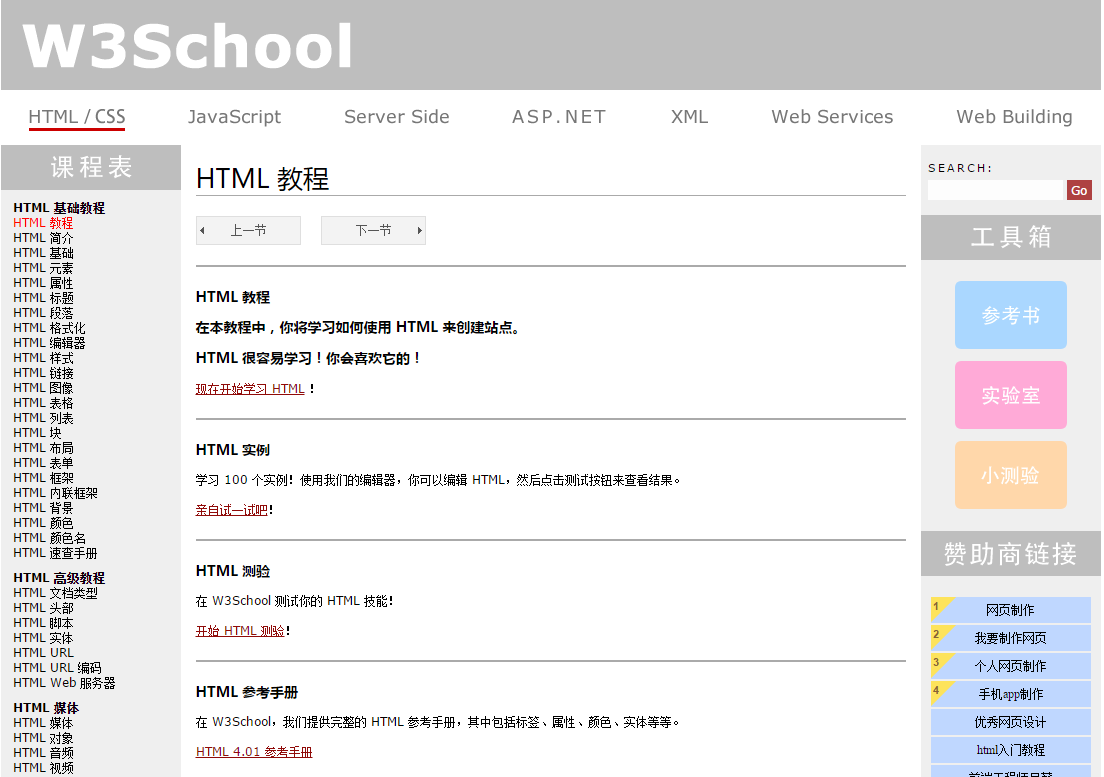 W3School
HTML / CSS
JavaScript
Server Side
ASP.NET
XML
Web Services
Web Building
课程表
HTML 基础教程
HTML 教程
HTML 简介
HTML 基础
HTML 元素
HTML 属性
HTML 标题
HTML 段落
HTML 格式化
HTML 编辑器
HTML 样式
HTML 链接
HTML 图像
HTML 表格
HTML 列表
HTML 块
HTML 布局
HTML 表单
HTML 框架
HTML 内联框架
HTML 背景
HTML 颜色
HTML 颜色名
HTML 速查手册
HTML 高级教程
HTML 文档类型
HTML 头部
HTML 脚本
HTML 实体
HTML URL
HTML URL 编码
HTML Web 服务器
HTML 媒体
HTML 媒体
HTML 对象
HTML 音频
HTML 视频
HTML 教程
上一节
下一节
HTML 教程
在本教程中，你将学习如何使用 HTML 来创建站点。
HTML 很容易学习！你会喜欢它的！
现在开始学习 HTML！
HTML 实例
学习 100 个实例！使用我们的编辑器，你可以编辑 HTML，然后点击测试按钮来查看结果。
亲自试一试吧!
HTML 测验
在 W3School 测试你的 HTML 技能！
开始 HTML 测验!
HTML 参考手册
在 W3School，我们提供完整的 HTML 参考手册，其中包括标签、属性、颜色、实体等等。
HTML 4.01 参考手册
SEARCH:
Go
工具箱
参考书
实验室
小测验
赞助商链接
1 网页制作
2 我要制作网页
3 个人网页制作
4 手机app制作
优秀网页设计
html入门教程